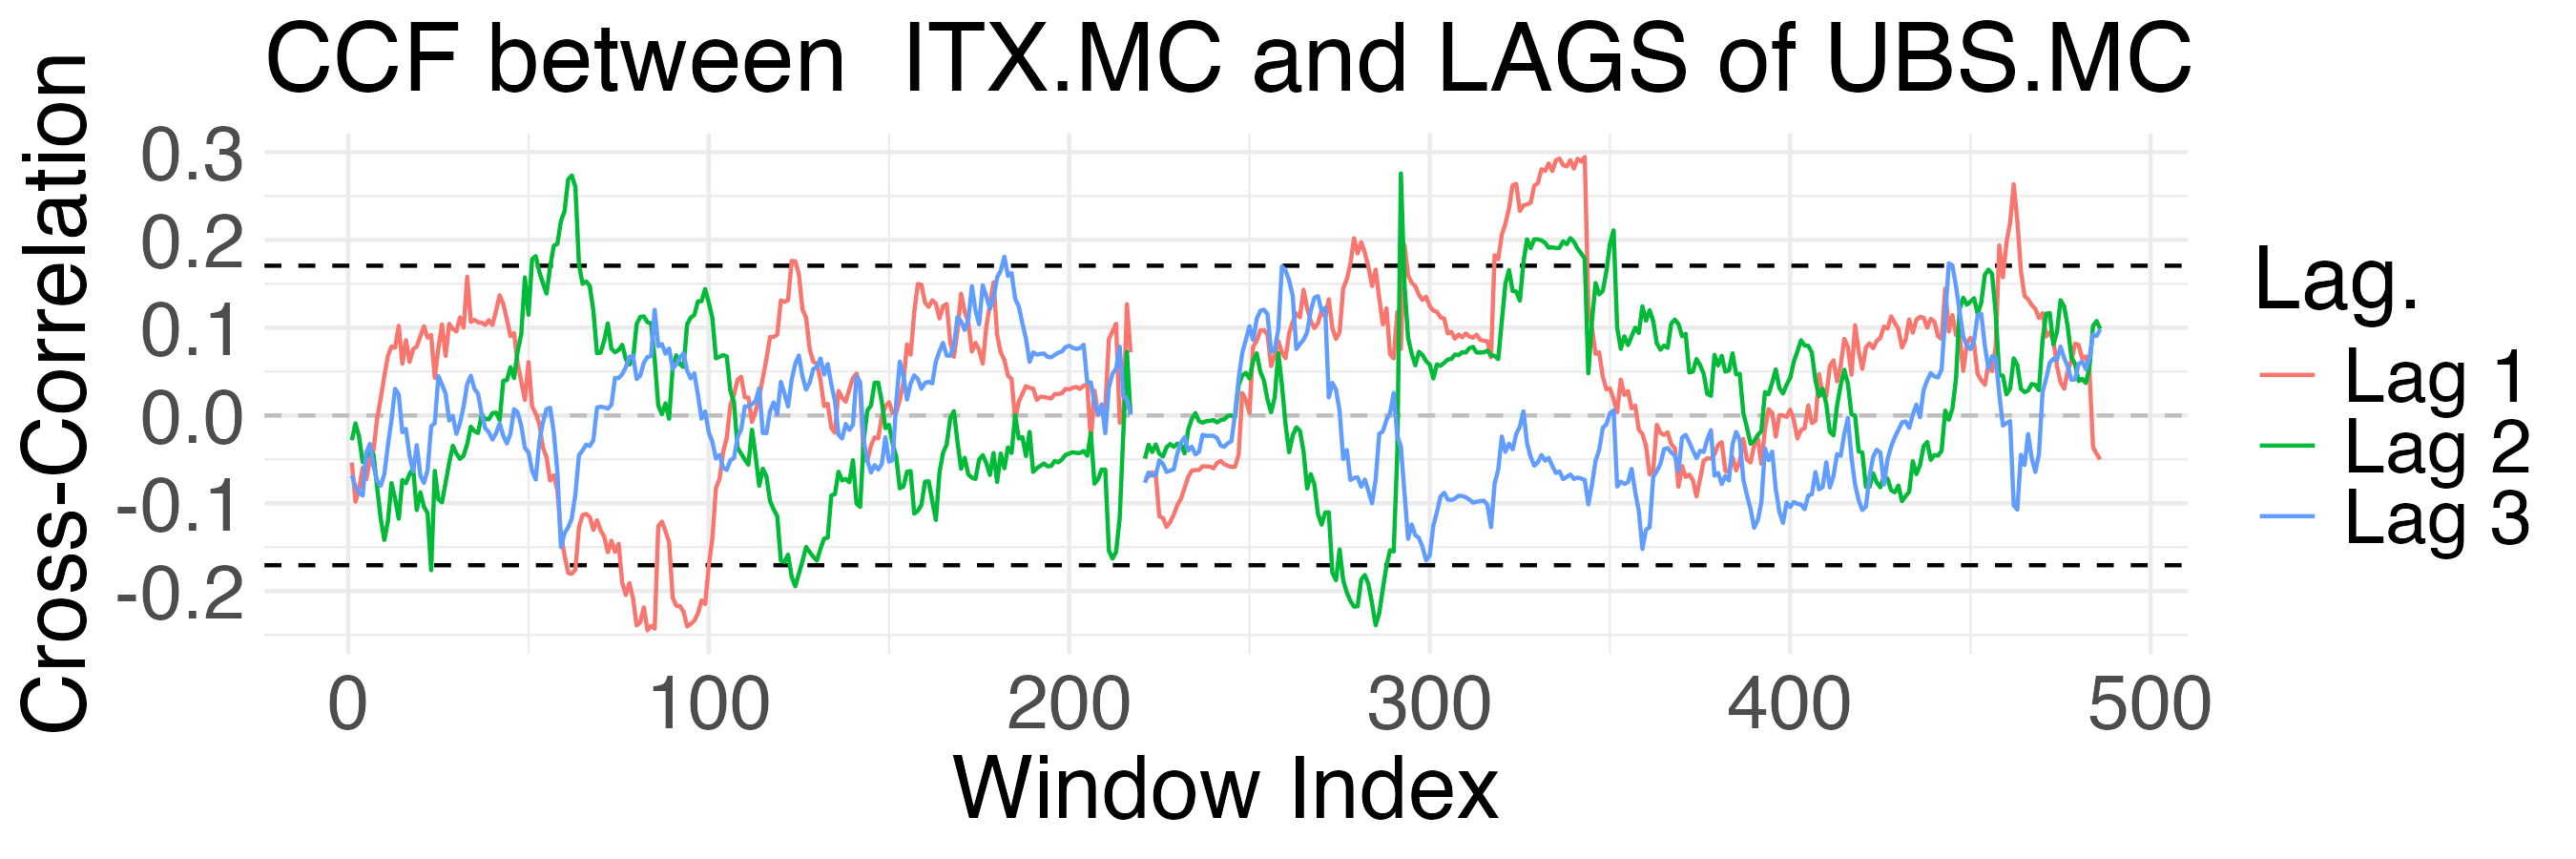 CCF between  ITX.MC and LAGS of UBS.MC
Cross-Correlation
0.3
0.2
0.1
0.0
-0.1
-0.2
0 100 200 300 400 500
Window Index
Lag.
Lag 1
Lag 2
Lag 3